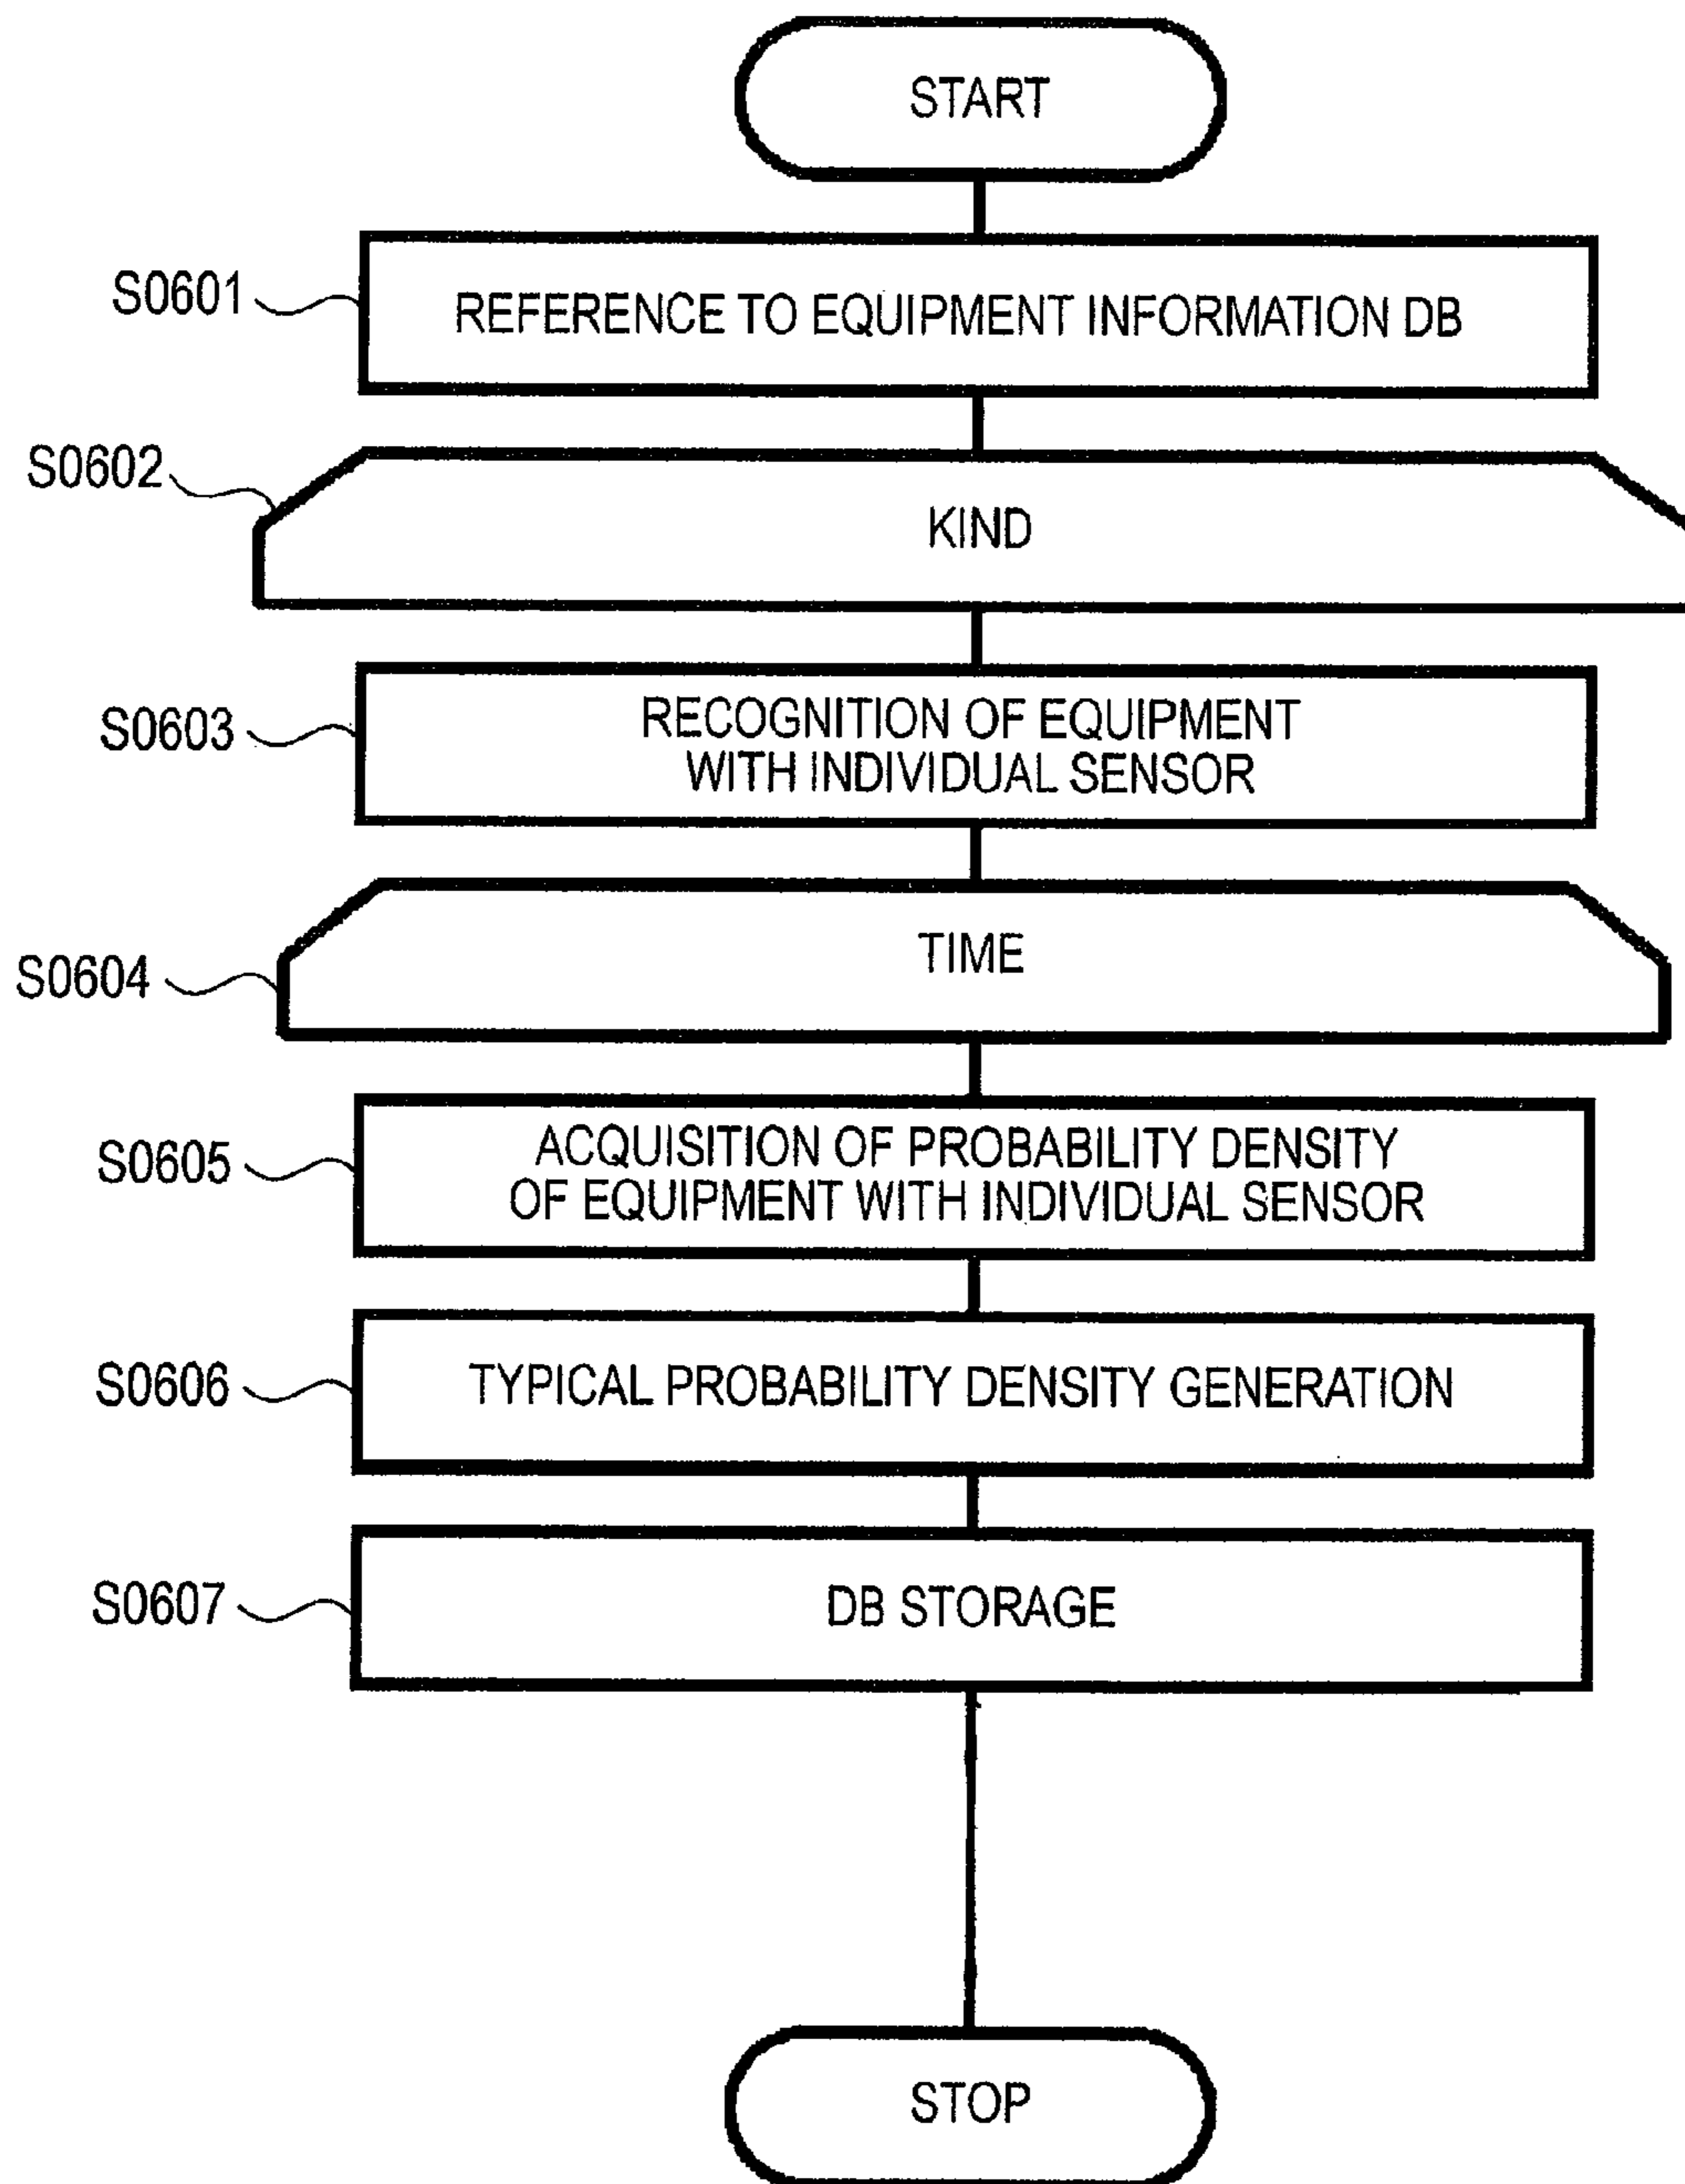 START
S0601
REFERENCE TO EQUIPMENT INFORMATION DB
S0602
KIND
S0603
RECOGNITION OF EQUIPMENT
WITH INDIVIDUAL SENSOR
S0604
TIME
S0605
ACQUISITION OF PROBABILITY DENSITY
OF EQUIPMENT WITH INDIVIDUAL SENSOR
S0606
TYPICAL PROBABILITY DENSITY GENERATION
S0607
DB STORAGE
STOP